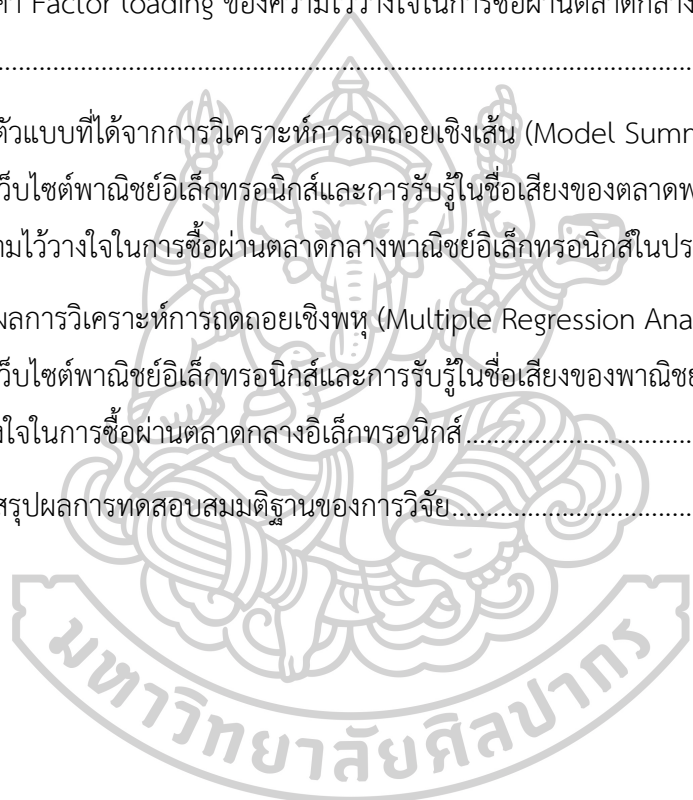 ค่า Factor loading ของความไว้วางใจในการซื้อผ่านตลาดกลาง
................................................................................
ตัวแบบที่ได้จากการวิเคราะห์การถดถอยเชิงเส้น (Model Summ
ว็บไซต์พาณิชย์อิเล็กทรอนิกส์และการรับรู้ในชื่อเสียงของตลาดพ
ามไว้วางใจในการซื้อผ่านตลาดกลางพาณิชย์อิเล็กทรอนิกส์ในประ
ผลการวิเคราะห์การถดถอยเชิงพหุ (Multiple Regression Ana
ว็บไซต์พาณิชย์อิเล็กทรอนิกส์และการรับรู้ในชื่อเสียงของพาณิชย
งใจในการซื้อผ่านตลาดกลางอิเล็กทรอนิกส์..........................
สรุปผลการทดสอบสมมติฐานของการวิจัย............................
มหาวิทยาลัยศิลปากร